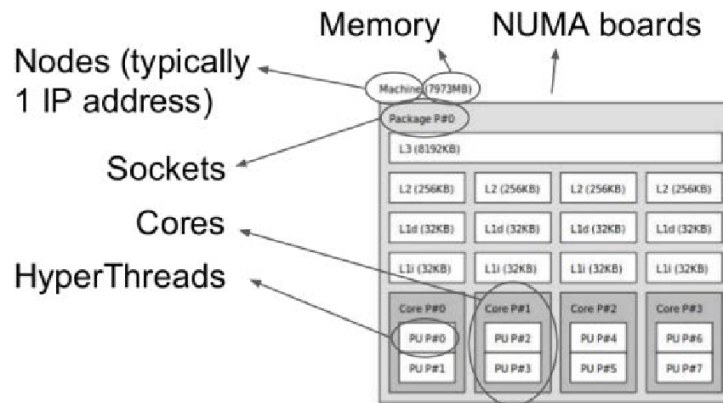 Memory
NUMA boards
Nodes (typically
1 IP address)
Machine (7973MB)
Package P#0
L3 (8192KB)
Sockets
L2 (256KB) L2 (256KB) L2 (256KB) L2 (256KB)
Cores
L1d (32KB) L1d (32KB) L1d (32KB) L1d (32KB)
HyperThreads
L1i (32KB) L1i (32KB) L1i (32KB) L1i (32KB)
Core P#0 Core P#1 Core P#2 Core P#3
PU P#0 PU P#2 PU P#4 PU P#6
PU P#1 PU P#3 PU P#5 PU P#7